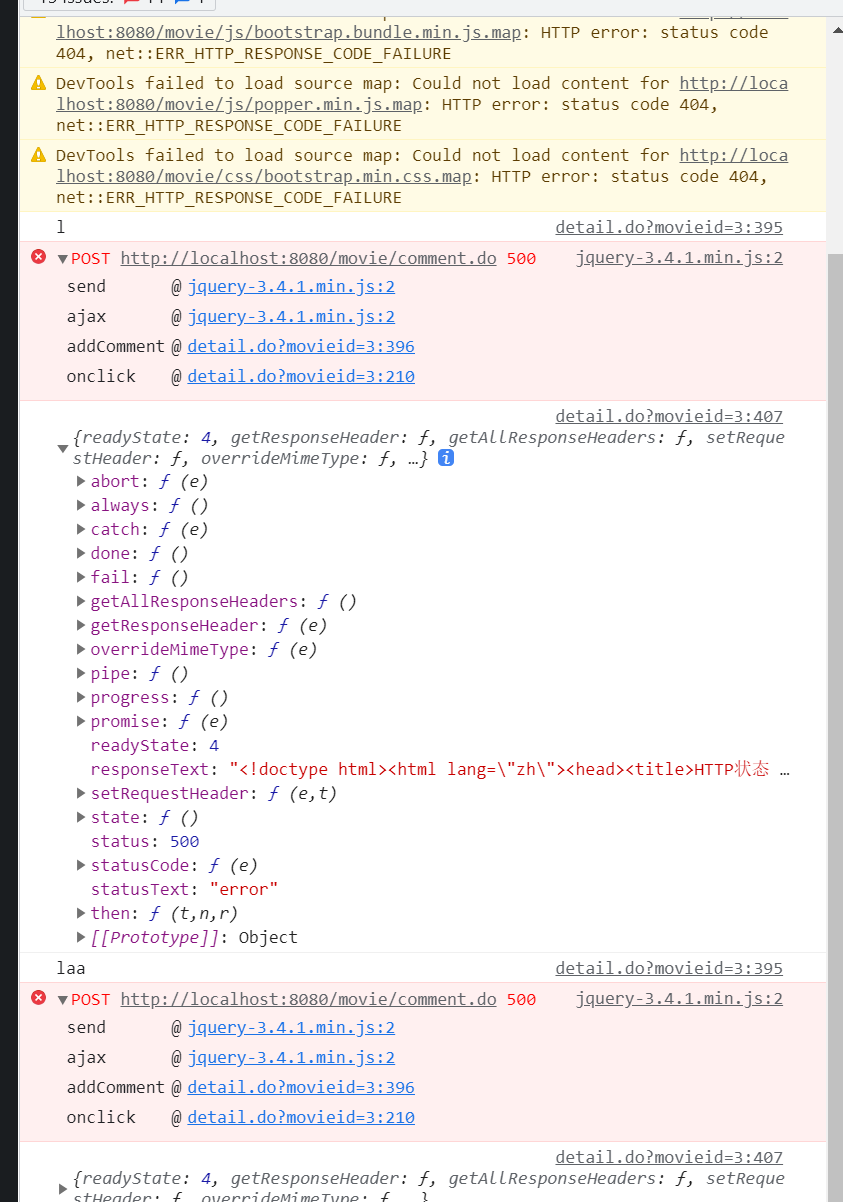 lhost:8080/movie/js/bootstrap.bundle.min.js.map: HTTP error: status code
404, net::ERR_HTTP_RESPONSE_CODE_FAILURE
DevTools failed to load source map: Could not load content for http://loca
lhost:8080/movie/js/popper.min.js.map: HTTP error: status code 404,
net::ERR_HTTP_RESPONSE_CODE_FAILURE
DevTools failed to load source map: Could not load content for http://loca
lhost:8080/movie/css/bootstrap.min.css.map: HTTP error: status code 404,
net::ERR_HTTP_RESPONSE_CODE_FAILURE
l detail.do?movieid=3:395
▼POST http://localhost:8080/movie/comment.do 500 jquery-3.4.1.min.js:2
send @ jquery-3.4.1.min.js:2
ajax @ jquery-3.4.1.min.js:2
addComment @ detail.do?movieid=3:396
onclick @ detail.do?movieid=3:210
detail.do?movieid=3:407
{readyState: 4, getResponseHeader: ƒ, getAllResponseHeaders: ƒ, setReque
▼ stHeader: ƒ, overrideMimeType: ƒ, …} i
▶ abort: ƒ (e)
▶ always: ƒ ()
▶ catch: ƒ (e)
▶ done: ƒ ()
▶ fail: ƒ ()
▶ getAllResponseHeaders: ƒ ()
▶ getResponseHeader: ƒ (e)
▶ overrideMimeType: ƒ (e)
▶ pipe: ƒ ()
▶ progress: ƒ ()
▶ promise: ƒ (e)
readyState: 4
responseText: "<!doctype html><html lang=\"zh\"><head><title>HTTP状态 …
▶ setRequestHeader: ƒ (e,t)
▶ state: ƒ ()
status: 500
▶ statusCode: ƒ (e)
statusText: "error"
▶ then: ƒ (t,n,r)
▶ [[Prototype]]: Object
laa detail.do?movieid=3:395
▼POST http://localhost:8080/movie/comment.do 500 jquery-3.4.1.min.js:2
send @ jquery-3.4.1.min.js:2
ajax @ jquery-3.4.1.min.js:2
addComment @ detail.do?movieid=3:396
onclick @ detail.do?movieid=3:210
detail.do?movieid=3:407
{readyState: 4, getResponseHeader: ƒ, getAllResponseHeaders: ƒ, setReque
▶ stHeader: ƒ, overrideMimeType: ƒ, …}